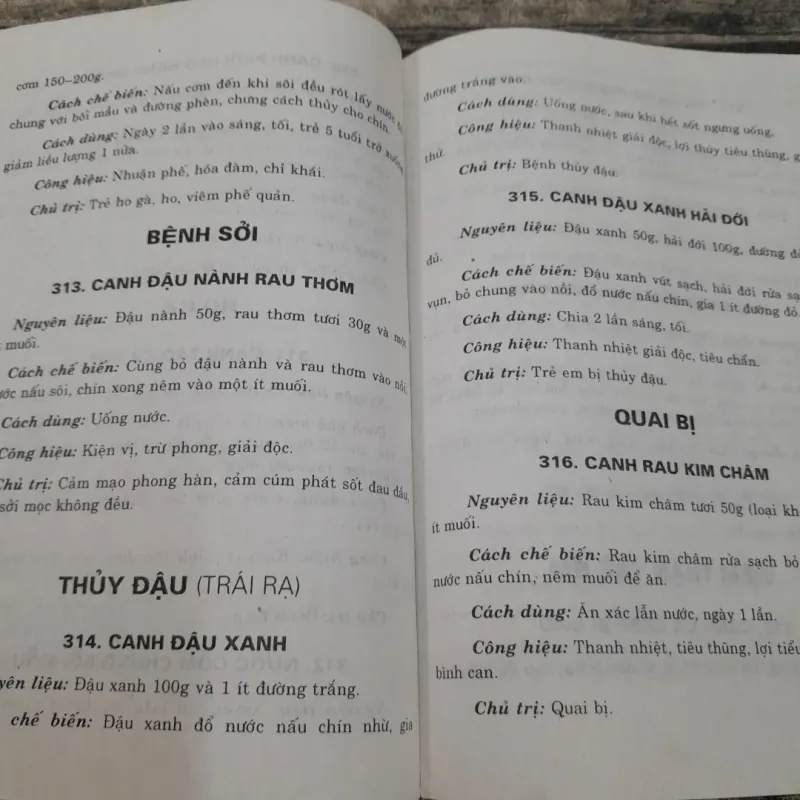 cơm 150–200g.
Cách chế biến: Nấu cơm đến khi sôi đều rót lấy nước
chung với bôi mẫu và đường phèn, chưng cách thủy cho chín.
Cách dùng: Ngày 2 lần vào sáng, tối, trẻ 5 tuổi trở xuống
giảm liều lượng 1 nửa.
Công hiệu: Nhuận phế, hóa đàm, chỉ khái.
Chủ trị: Trẻ ho gà, ho, viêm phế quản.
BỆNH SỞI
313. CANH ĐẬU NÀNH RAU THƠM
Nguyên liệu: Đậu nành 50g, rau thơm tươi 30g và một
muối.
Cách chế biến: Cùng bỏ đậu nành và rau thơm vào nồi,
ước nấu sôi, chín xong nêm vào một ít muối.
Cách dùng: Uống nước.
Công hiệu: Kiện vị, trừ phong, giải độc.
Chủ trị: Cảm mạo phong hàn, cảm cúm phát sốt đau đầu,
sởi mọc không đều.
THỦY ĐẬU (TRÁI RẠ)
314. CANH ĐẬU XANH
yên liệu: Đậu xanh 100g và 1 ít đường trắng.
chế biến: Đậu xanh đổ nước nấu chín nhừ, gia
đường trắng vào.
Cách dùng: Uống nước, sau khi hết sốt ngưng uống.
Công hiệu: Thanh nhiệt giải độc, lợi thủy tiêu thũng, g
thử.
Chủ trị: Bệnh thủy đậu.
315. CANH ĐẬU XANH HẢI ĐỚI
Nguyên liệu: Đậu xanh 50g, hải đới 100g, đường đỏ
đủ.
Cách chế biến: Đậu xanh vút sạch, hải đới rửa sạ
vụn, bỏ chung vào nồi, đổ nước nấu chín, gia 1 ít đường đỏ.
Cách dùng: Chia 2 lần sáng, tối.
Công hiệu: Thanh nhiệt giải độc, tiêu chẩn.
Chủ trị: Trẻ em bị thủy đậu.
QUAI BỊ
316. CANH RAU KIM CHÂM
Nguyên liệu: Rau kim châm tươi 50g (loại kh
ít muối.
Cách chế biến: Rau kim châm rửa sạch bỏ
nước nấu chín, nêm muối để ăn.
Cách dùng: Ăn xác lẫn nước, ngày 1 lần.
Công hiệu: Thanh nhiệt, tiêu thũng, lợi tiểu
bình can.
Chủ trị: Quai bị.